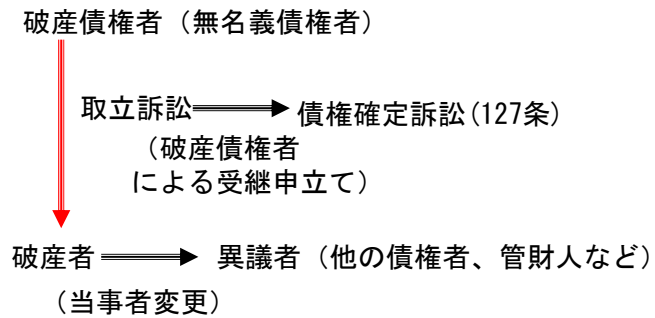 破産債権者（無名義債権者）
取立訴訟 債権確定訴訟(127条)
（破産債権者
による受継申立て）
破産者 異議者（他の債権者、管財人など）
（当事者変更）